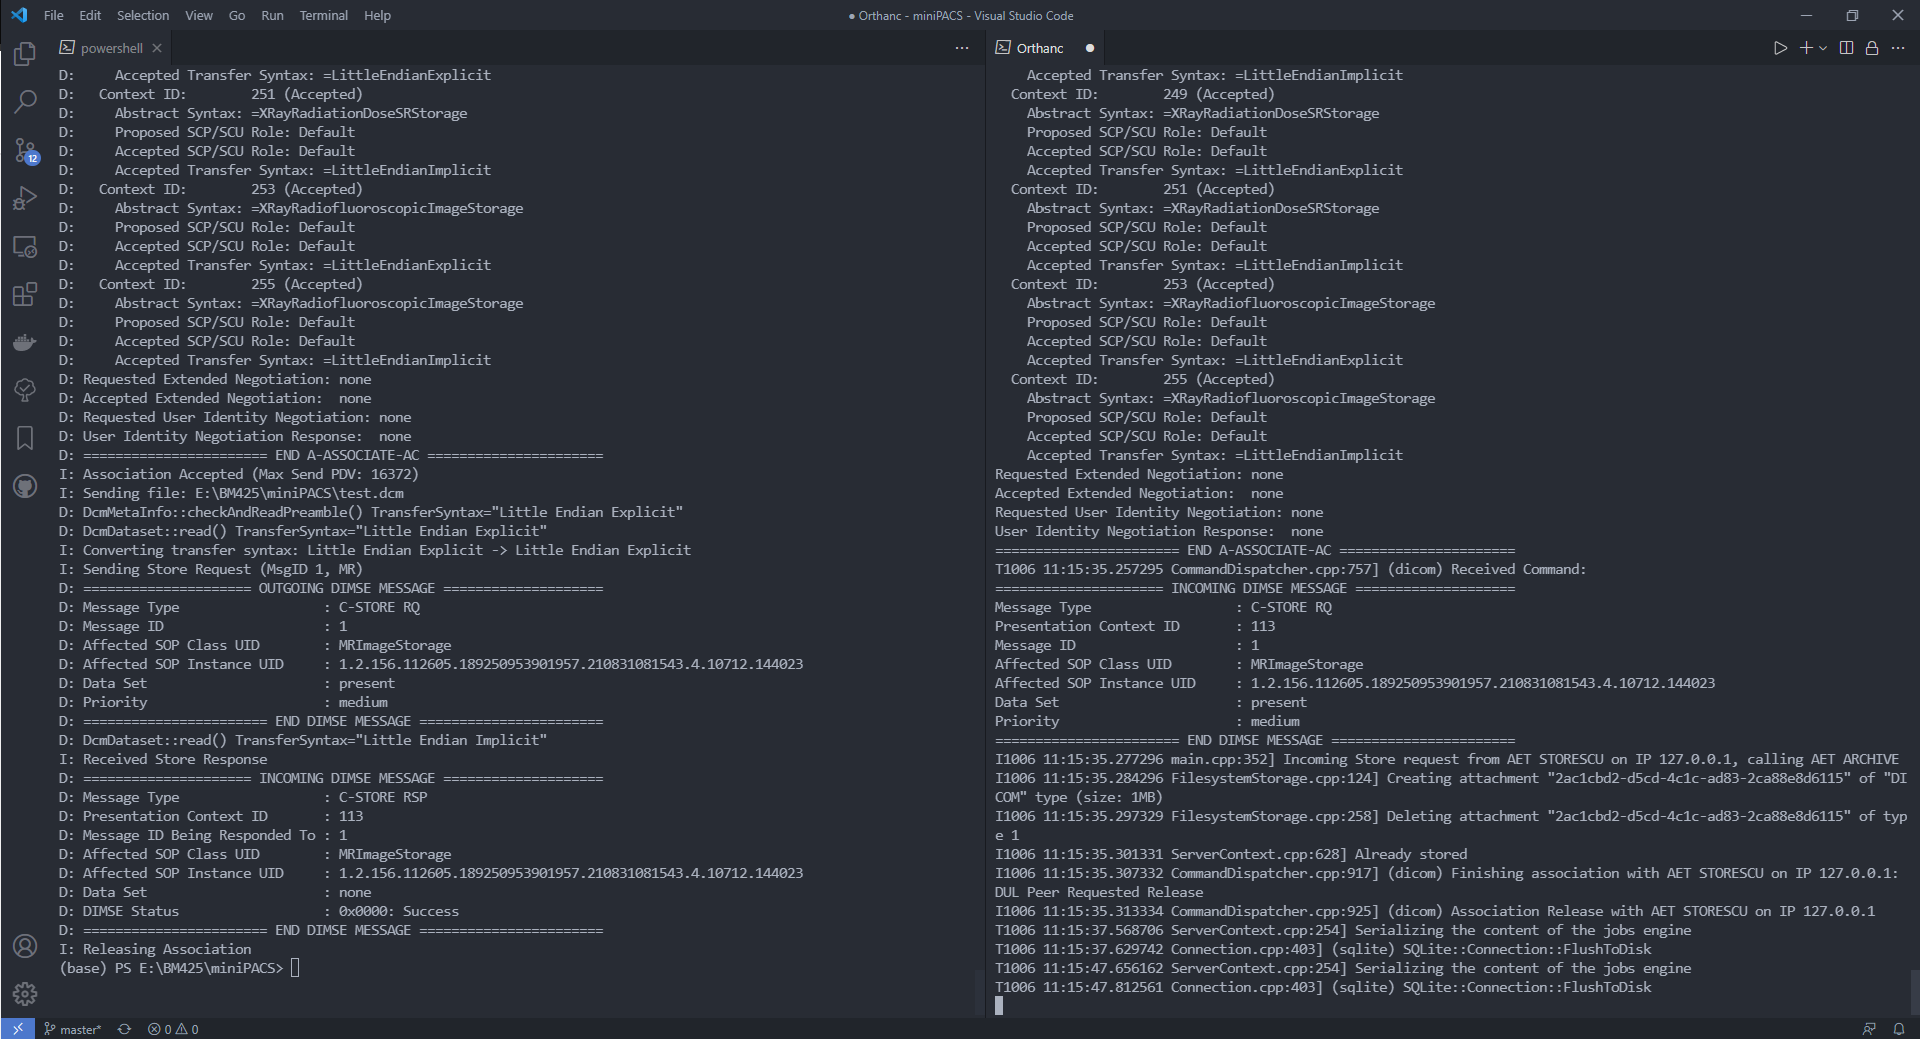 File Edit Selection View Go Run Terminal Help
● Orthanc - miniPACS - Visual Studio Code
powershell
D:     Accepted Transfer Syntax: =LittleEndianExplicit
D:   Context ID:        251 (Accepted)
D:     Abstract Syntax: =XRayRadiationDoseSRStorage
D:     Proposed SCP/SCU Role: Default
D:     Accepted SCP/SCU Role: Default
D:     Accepted Transfer Syntax: =LittleEndianImplicit
D:   Context ID:        253 (Accepted)
D:     Abstract Syntax: =XRayRadiofluoroscopicImageStorage
D:     Proposed SCP/SCU Role: Default
D:     Accepted SCP/SCU Role: Default
D:     Accepted Transfer Syntax: =LittleEndianExplicit
D:   Context ID:        255 (Accepted)
D:     Abstract Syntax: =XRayRadiofluoroscopicImageStorage
D:     Proposed SCP/SCU Role: Default
D:     Accepted SCP/SCU Role: Default
D:     Accepted Transfer Syntax: =LittleEndianImplicit
D: Requested Extended Negotiation: none
D: Accepted Extended Negotiation:  none
D: Requested User Identity Negotiation: none
D: User Identity Negotiation Response:  none
D: ======================= END A-ASSOCIATE-AC ======================
I: Association Accepted (Max Send PDV: 16372)
I: Sending file: E:\BM425\miniPACS\test.dcm
D: DcmMetaInfo::checkAndReadPreamble() TransferSyntax="Little Endian Explicit"
D: DcmDataset::read() TransferSyntax="Little Endian Explicit"
I: Converting transfer syntax: Little Endian Explicit -> Little Endian Explicit
I: Sending Store Request (MsgID 1, MR)
D: ===================== OUTGOING DIMSE MESSAGE ====================
D: Message Type                  : C-STORE RQ
D: Message ID                    : 1
D: Affected SOP Class UID        : MRImageStorage
D: Affected SOP Instance UID     : 1.2.156.112605.189250953901957.210831081543.4.10712.144023
D: Data Set                      : present
D: Priority                      : medium
D: ======================= END DIMSE MESSAGE =======================
D: DcmDataset::read() TransferSyntax="Little Endian Implicit"
I: Received Store Response
D: ===================== INCOMING DIMSE MESSAGE ====================
D: Message Type                  : C-STORE RSP
D: Presentation Context ID       : 113
D: Message ID Being Responded To : 1
D: Affected SOP Class UID        : MRImageStorage
D: Affected SOP Instance UID     : 1.2.156.112605.189250953901957.210831081543.4.10712.144023
D: Data Set                      : none
D: DIMSE Status                  : 0x0000: Success
D: ======================= END DIMSE MESSAGE =======================
I: Releasing Association
(base) PS E:\BM425\miniPACS>
Orthanc
    Accepted Transfer Syntax: =LittleEndianImplicit
  Context ID:        249 (Accepted)
    Abstract Syntax: =XRayRadiationDoseSRStorage
    Proposed SCP/SCU Role: Default
    Accepted SCP/SCU Role: Default
    Accepted Transfer Syntax: =LittleEndianExplicit
  Context ID:        251 (Accepted)
    Abstract Syntax: =XRayRadiationDoseSRStorage
    Proposed SCP/SCU Role: Default
    Accepted SCP/SCU Role: Default
    Accepted Transfer Syntax: =LittleEndianImplicit
  Context ID:        253 (Accepted)
    Abstract Syntax: =XRayRadiofluoroscopicImageStorage
    Proposed SCP/SCU Role: Default
    Accepted SCP/SCU Role: Default
    Accepted Transfer Syntax: =LittleEndianExplicit
  Context ID:        255 (Accepted)
    Abstract Syntax: =XRayRadiofluoroscopicImageStorage
    Proposed SCP/SCU Role: Default
    Accepted SCP/SCU Role: Default
    Accepted Transfer Syntax: =LittleEndianImplicit
Requested Extended Negotiation: none
Accepted Extended Negotiation:  none
Requested User Identity Negotiation: none
User Identity Negotiation Response:  none
======================= END A-ASSOCIATE-AC ======================
T1006 11:15:35.257295 CommandDispatcher.cpp:757] (dicom) Received Command:
===================== INCOMING DIMSE MESSAGE ====================
Message Type                  : C-STORE RQ
Presentation Context ID       : 113
Message ID                    : 1
Affected SOP Class UID        : MRImageStorage
Affected SOP Instance UID     : 1.2.156.112605.189250953901957.210831081543.4.10712.144023
Data Set                      : present
Priority                      : medium
======================= END DIMSE MESSAGE =======================
I1006 11:15:35.277296 main.cpp:352] Incoming Store request from AET STORESCU on IP 127.0.0.1, calling AET ARCHIVE
I1006 11:15:35.284296 FilesystemStorage.cpp:124] Creating attachment "2ac1cbd2-d5cd-4c1c-ad83-2ca88e8d6115" of "DI
COM" type (size: 1MB)
I1006 11:15:35.297329 FilesystemStorage.cpp:258] Deleting attachment "2ac1cbd2-d5cd-4c1c-ad83-2ca88e8d6115" of typ
e 1
I1006 11:15:35.301331 ServerContext.cpp:628] Already stored
I1006 11:15:35.307332 CommandDispatcher.cpp:917] (dicom) Finishing association with AET STORESCU on IP 127.0.0.1:
DUL Peer Requested Release
I1006 11:15:35.313334 CommandDispatcher.cpp:925] (dicom) Association Release with AET STORESCU on IP 127.0.0.1
T1006 11:15:37.568706 ServerContext.cpp:254] Serializing the content of the jobs engine
T1006 11:15:37.629742 Connection.cpp:403] (sqlite) SQLite::Connection::FlushToDisk
T1006 11:15:47.656162 ServerContext.cpp:254] Serializing the content of the jobs engine
T1006 11:15:47.812561 Connection.cpp:403] (sqlite) SQLite::Connection::FlushToDisk
12
master* 0 0